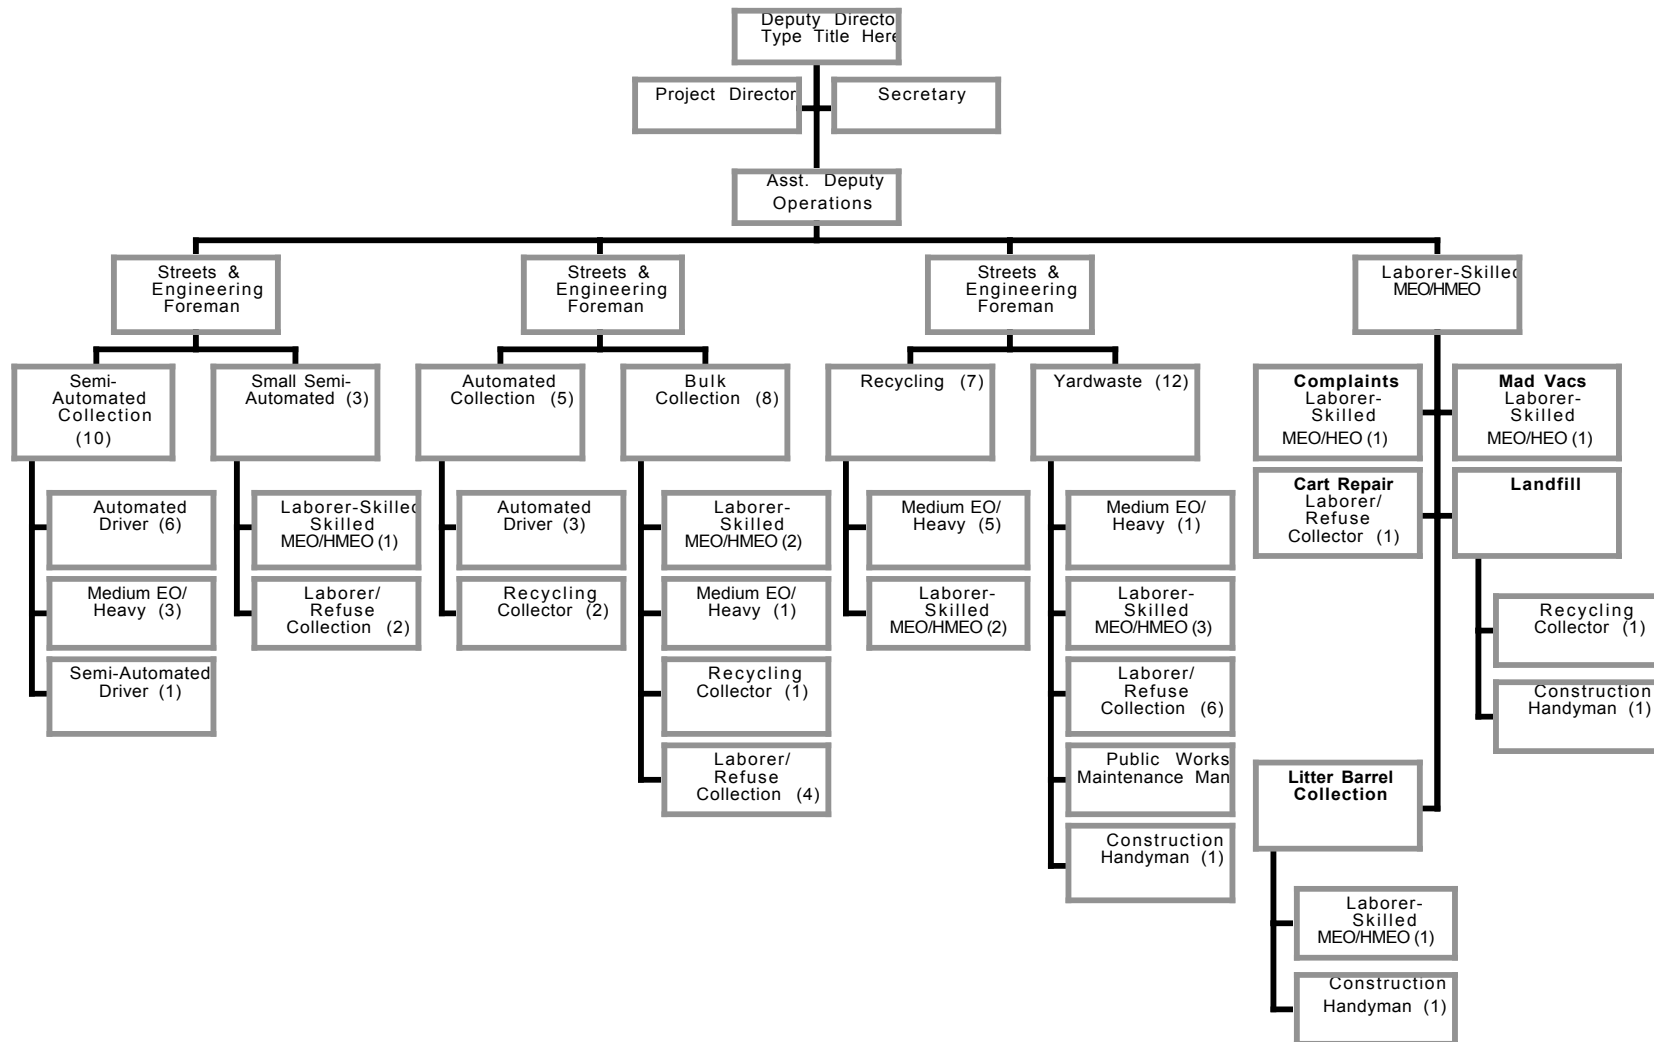 Deputy Directo
Type Title Here
Project Director
Secretary
Asst. Deputy
Operations
Streets &
Engineering
Foreman
Streets &
Engineering
Foreman
Streets &
Engineering
Foreman
Laborer-Skilled
MEO/HMEO
Semi-
Automated
Collection
(10)
Small Semi-
Automated (3)
Automated
Collection (5)
Bulk
Collection (8)
Recycling (7)
Yardwaste (12)
Complaints
Laborer-
Skilled
MEO/HEO (1)
Mad Vacs
Laborer-
Skilled
MEO/HEO (1)
Cart Repair
Laborer/
Refuse
Collector (1)
Landfill
Automated
Driver (6)
Medium EO/
Heavy (3)
Semi-Automated
Driver (1)
Laborer-Skilled
Skilled
MEO/HMEO (1)
Laborer/
Refuse
Collection (2)
Automated
Driver (3)
Recycling
Collector (2)
Laborer-
Skilled
MEO/HMEO (2)
Medium EO/
Heavy (1)
Recycling
Collector (1)
Laborer/
Refuse
Collection (4)
Medium EO/
Heavy (5)
Laborer-
Skilled
MEO/HMEO (2)
Medium EO/
Heavy (1)
Laborer-
Skilled
MEO/HMEO (3)
Laborer/
Refuse
Collection (6)
Public Works
Maintenance Man
Construction
Handyman (1)
Recycling
Collector (1)
Construction
Handyman (1)
Litter Barrel
Collection
Laborer-
Skilled
MEO/HMEO (1)
Construction
Handyman (1)